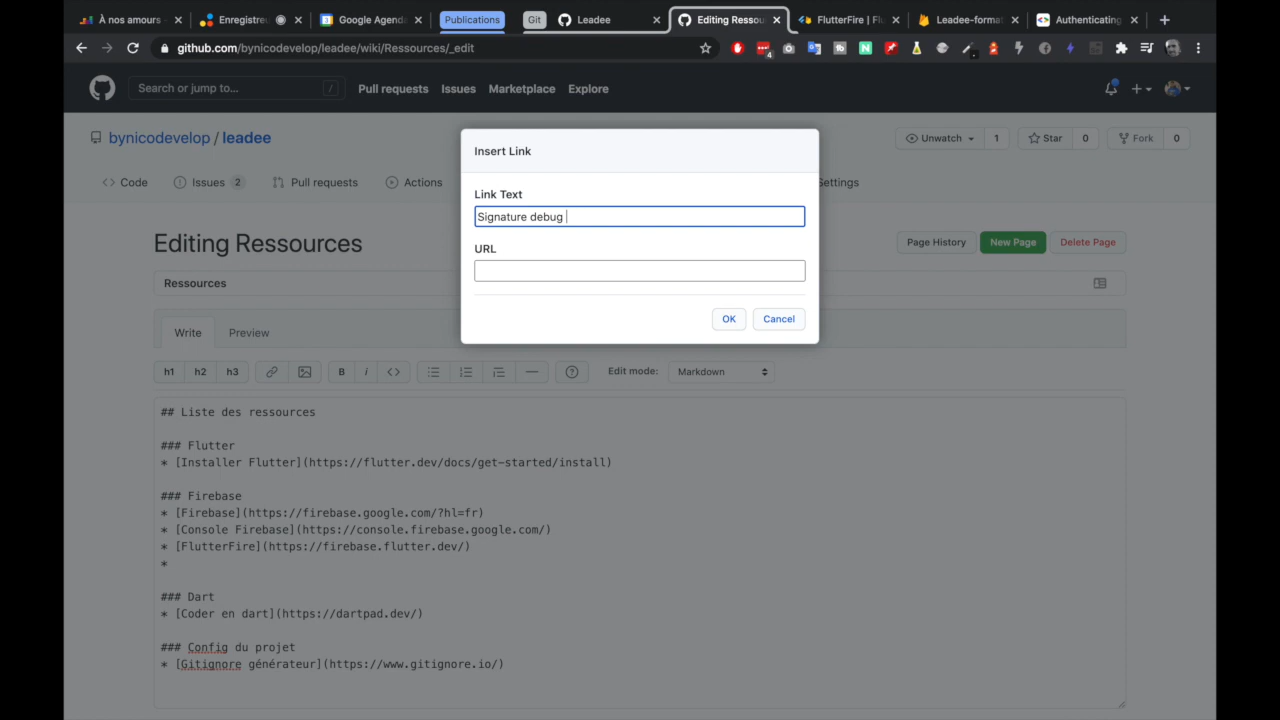 À nos amours -
Enregistreu
Google Agend
Publications
Git
Leadee
Editing Ressou
FlutterFire | Flu
Leadee-format
Authenticating
github.com/bynicodevelop/leadee/wiki/Ressources/_edit
4
Search or jump to...
/
Pull requests
Issues
Marketplace
Explore
bynicodevelop / leadee
Unwatch
1
Star
0
Fork
0
Code
Issues 2
Pull requests
Actions
Settings
Insert Link
Link Text
Signature debug
URL
OK
Cancel
Editing Ressources
Page History
New Page
Delete Page
Ressources
Write
Preview
h1
h2
h3
B
i
<>
?
Edit mode:
Markdown
## Liste des ressources
### Flutter
* [Installer Flutter](https://flutter.dev/docs/get-started/install)
### Firebase
* [Firebase](https://firebase.google.com/?hl=fr)
* [Console Firebase](https://console.firebase.google.com/)
* [FlutterFire](https://firebase.flutter.dev/)
*
### Dart
* [Coder en dart](https://dartpad.dev/)
### Config du projet
* [Gitignore générateur](https://www.gitignore.io/)